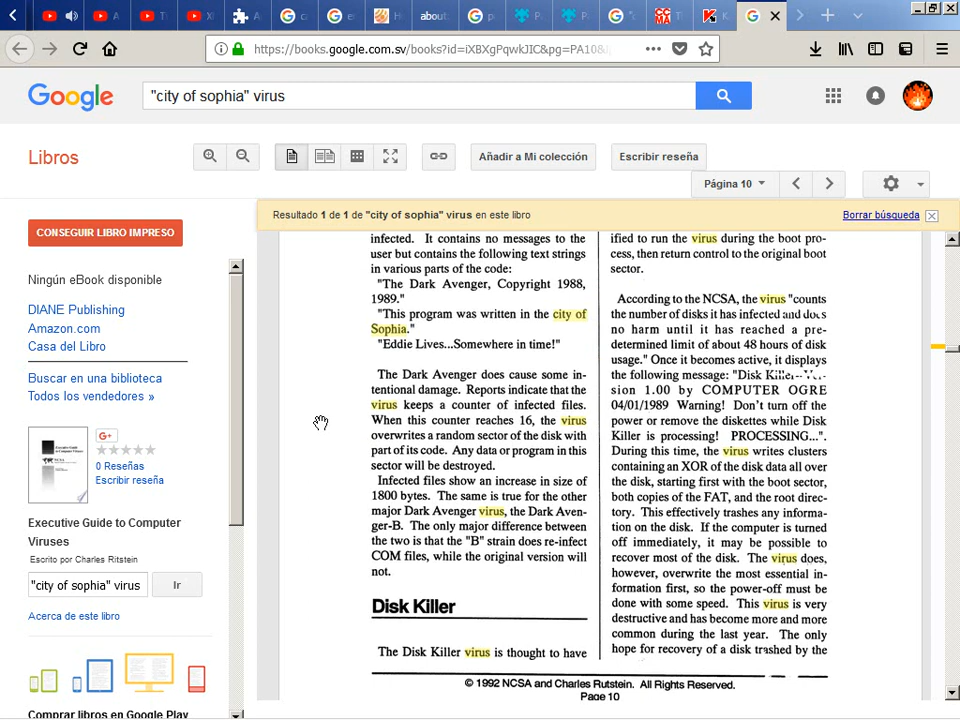 https://books.google.com.sv/books?id=iXBXgPqwkJIC&pg=PA10&
Google
"city of sophia" virus
Libros
Añadir a Mi colección
Escribir reseña
Página 10
Resultado 1 de 1 de "city of sophia" virus en este libro
Borrar búsqueda
CONSEGUIR LIBRO IMPRESO
Ningún eBook disponible
DIANE Publishing
Amazon.com
Casa del Libro
Buscar en una biblioteca
Todos los vendedores »
G+
0 Reseñas
Escribir reseña
Executive Guide to Computer
Viruses
Escrito por Charles Ritstein
"city of sophia" virus
Ir
Acerca de este libro
Comprar libros en Google Play
infected. It contains no messages to the
user but contains the following text strings
in various parts of the code:
"The Dark Avenger, Copyright 1988,
1989."
"This program was written in the city of
Sophia."
"Eddie Lives...Somewhere in time!"
The Dark Avenger does cause some in-
tentional damage. Reports indicate that the
virus keeps a counter of infected files.
When this counter reaches 16, the virus
overwrites a random sector of the disk with
part of its code. Any data or program in this
sector will be destroyed.
Infected files show an increase in size of
1800 bytes. The same is true for the other
major Dark Avenger virus, the Dark Aven-
ger-B. The only major difference between
the two is that the "B" strain does re-infect
COM files, while the original version will
not.
Disk Killer
The Disk Killer virus is thought to have
ified to run the virus during the boot pro-
cess, then return control to the original boot
sector.
According to the NCSA, the virus "counts
the number of disks it has infected and does
no harm until it has reached a pre-
determined limit of about 48 hours of disk
usage." Once it becomes active, it displays
the following message: "Disk Killer--Ver-
sion 1.00 by COMPUTER OGRE
04/01/1989 Warning! Don't turn off the
power or remove the diskettes while Disk
Killer is processing! PROCESSING...".
During this time, the virus writes clusters
containing an XOR of the disk data all over
the disk, starting first with the boot sector,
both copies of the FAT, and the root direc-
tory. This effectively trashes any informa-
tion on the disk. If the computer is turned
off immediately, it may be possible to
recover most of the disk. The virus does,
however, overwrite the most essential in-
formation first, so the power-off must be
done with some speed. This virus is very
destructive and has become more and more
common during the last year. The only
hope for recovery of a disk trashed by the
© 1992 NCSA and Charles Rutstein. All Rights Reserved.
Page 10